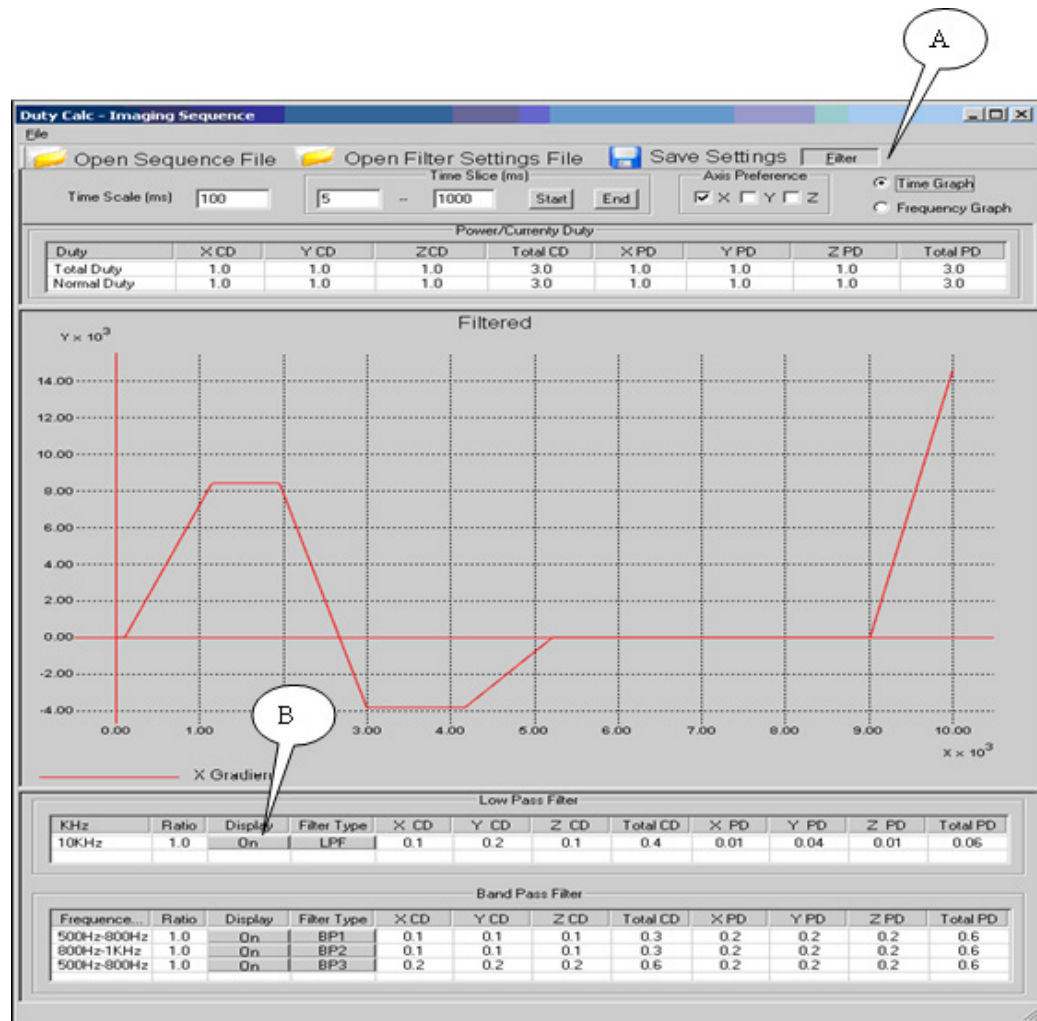 A
Duty Calc - Imaging Sequence
File
Open Sequence File Open Filter Settings File Save Settings Filter
Time Slice (ms) Axis Preference
Time Scale (ms) 100 5 -- 1000 Start End X Y Z Time Graph
Frequency Graph
Power/Currenty Duty
Duty X CD Y CD Z CD Total CD X PD Y PD Z PD Total PD
Total Duty 1.0 1.0 1.0 3.0 1.0 1.0 1.0 3.0
Normal Duty 1.0 1.0 1.0 3.0 1.0 1.0 1.0 3.0
Filtered
Y × 10³
14.00
12.00
10.00
8.00
6.00
4.00
2.00
0.00
-2.00
-4.00
B
0.00 1.00 3.00 4.00 5.00 6.00 7.00 8.00 9.00 10.00
X × 10³
X Gradien
Low Pass Filter
KHz Ratio Display Filter Type X CD Y CD Z CD Total CD X PD Y PD Z PD Total PD
10KHz 1.0 On LPF 0.1 0.2 0.1 0.4 0.01 0.04 0.01 0.06
Band Pass Filter
Frequence... Ratio Display Filter Type X CD Y CD Z CD Total CD X PD Y PD Z PD Total PD
500Hz-800Hz 1.0 On BP1 0.1 0.1 0.1 0.3 0.2 0.2 0.2 0.6
800Hz-1KHz 1.0 On BP2 0.1 0.1 0.1 0.3 0.2 0.2 0.2 0.6
500Hz-800Hz 1.0 On BP3 0.2 0.2 0.2 0.6 0.2 0.2 0.2 0.6